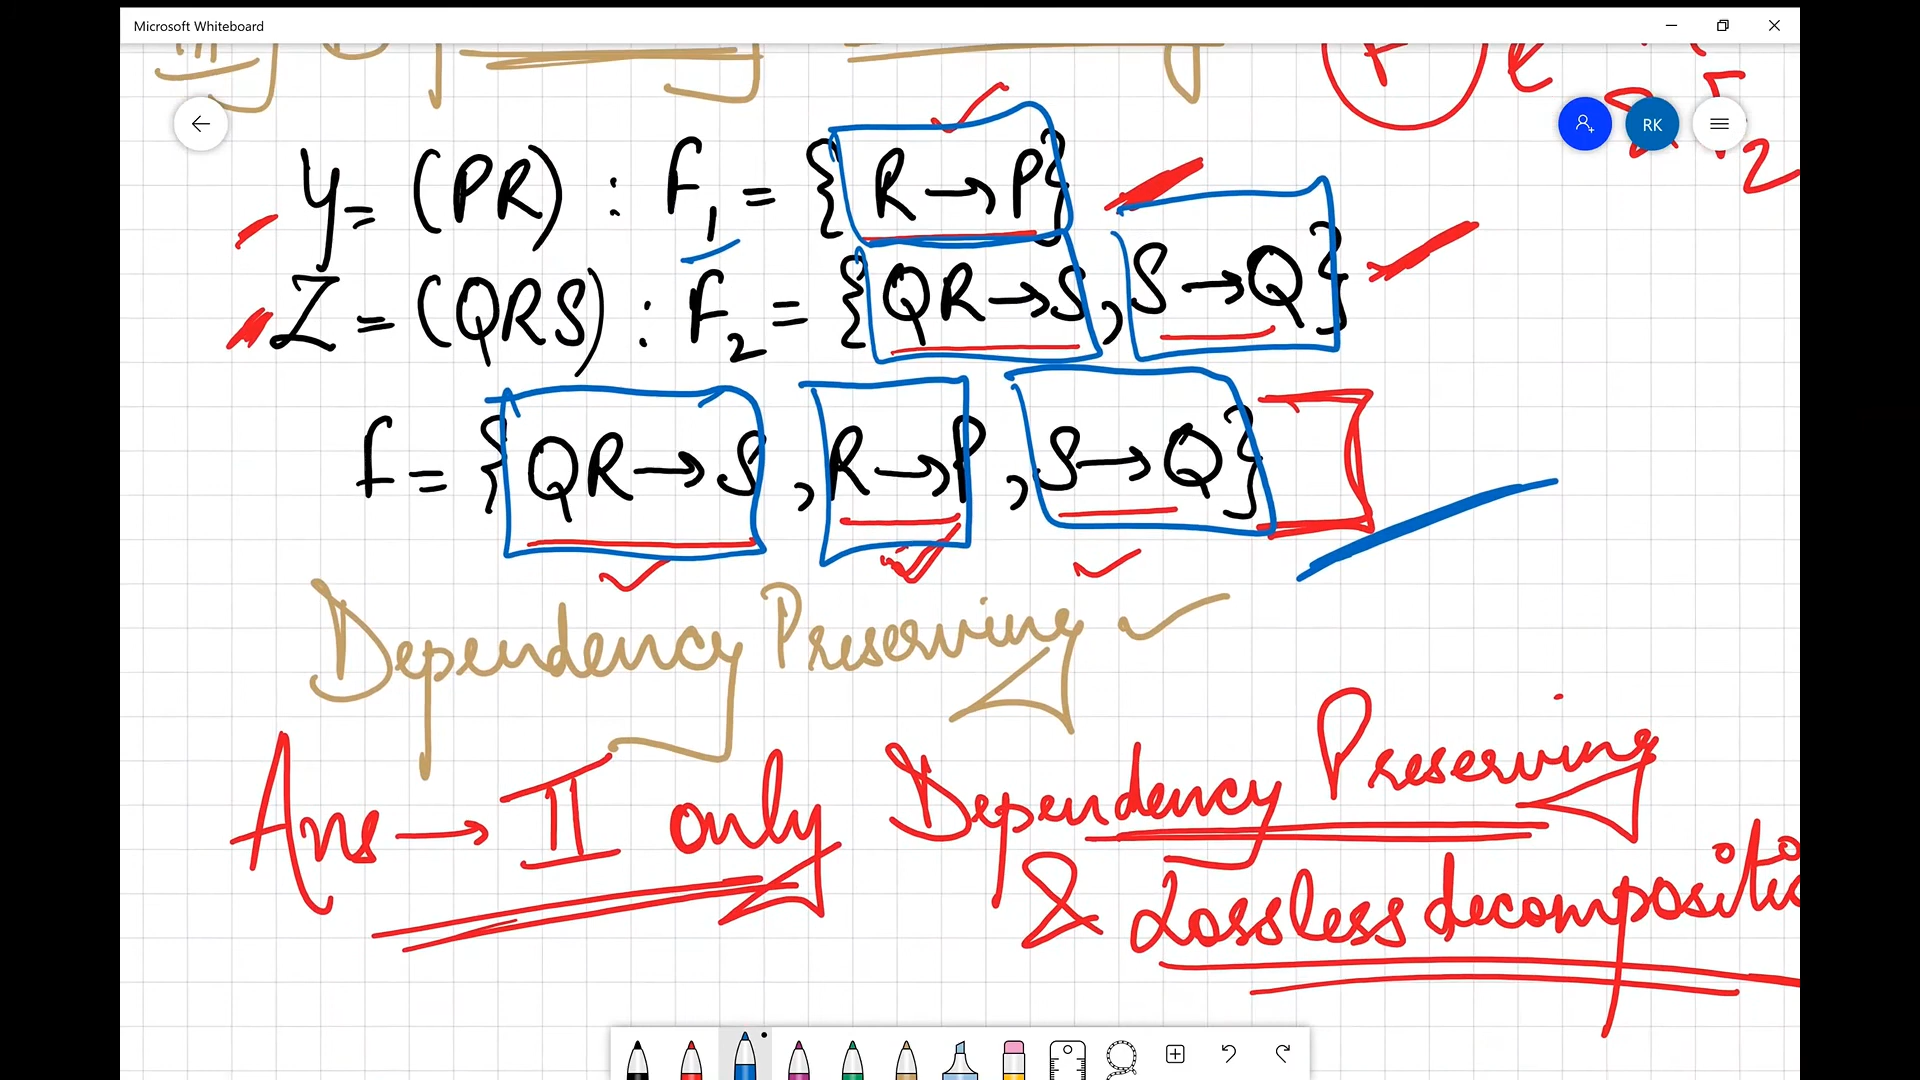 Microsoft Whiteboard
RK
Y = (PR) : F1 = {R→P}
Z = (QRS) : F2 = {QR→S, S→Q}
F = {QR→S, R→P, S→Q}
Dependency Preserving ✓
Ans → II only
Dependency Preserving
& Lossless decompositio